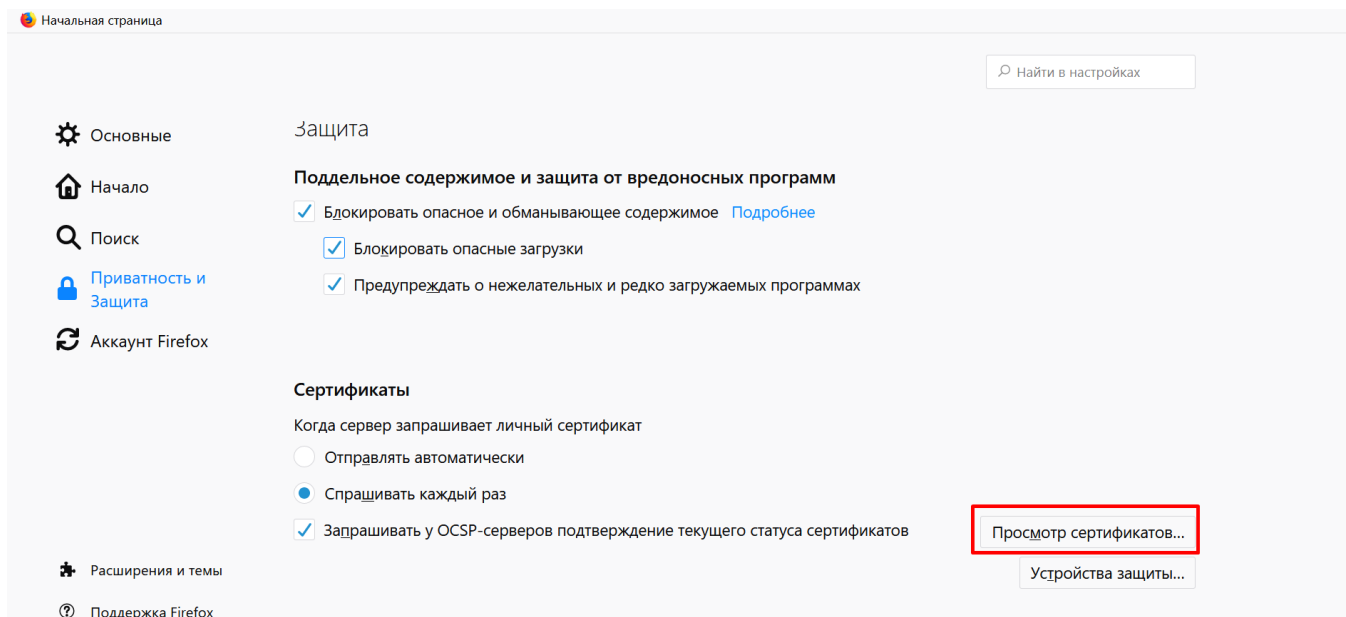 Начальная страница
Найти в настройках
Основные
Начало
Поиск
Приватность и
Защита
Аккаунт Firefox
Расширения и темы
Поддержка Firefox
Защита
Поддельное содержимое и защита от вредоносных программ
Блокировать опасное и обманывающее содержимое Подробнее
Блокировать опасные загрузки
Предупреждать о нежелательных и редко загружаемых программах
Сертификаты
Когда сервер запрашивает личный сертификат
Отправлять автоматически
Спрашивать каждый раз
Запрашивать у OCSP-серверов подтверждение текущего статуса сертификатов
Просмотр сертификатов...
Устройства защиты...